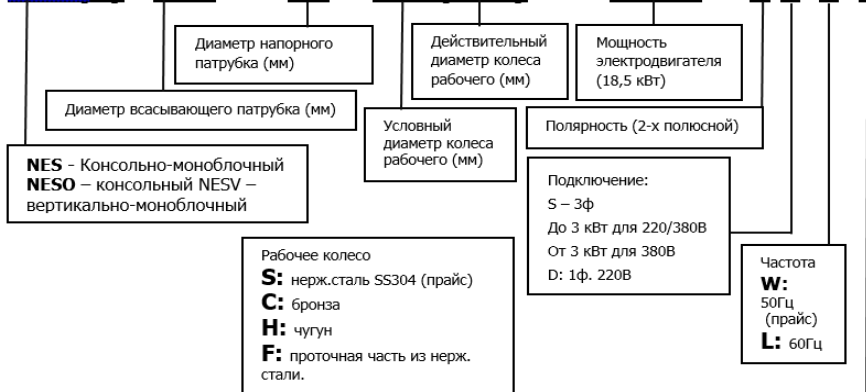 Диаметр напорного
патрубка (мм)
Действительный
диаметр колеса
рабочего (мм)
Мощность
электродвигателя
(18,5 кВт)
Диаметр всасывающего патрубка (мм)
Условный
диаметр колеса
рабочего (мм)
Полярность (2-х полюсной)
NES - Консольно-моноблочный
NESO – консольный NESV –
вертикально-моноблочный
Подключение:
S – 3ф
До 3 кВт для 220/380В
От 3 кВт для 380В
D: 1ф. 220В
Рабочее колесо
S: нерж.сталь SS304 (прайс)
C: бронза
H: чугун
F: проточная часть из нерж.
стали.
Частота
W:
50Гц
(прайс)
L: 60Гц